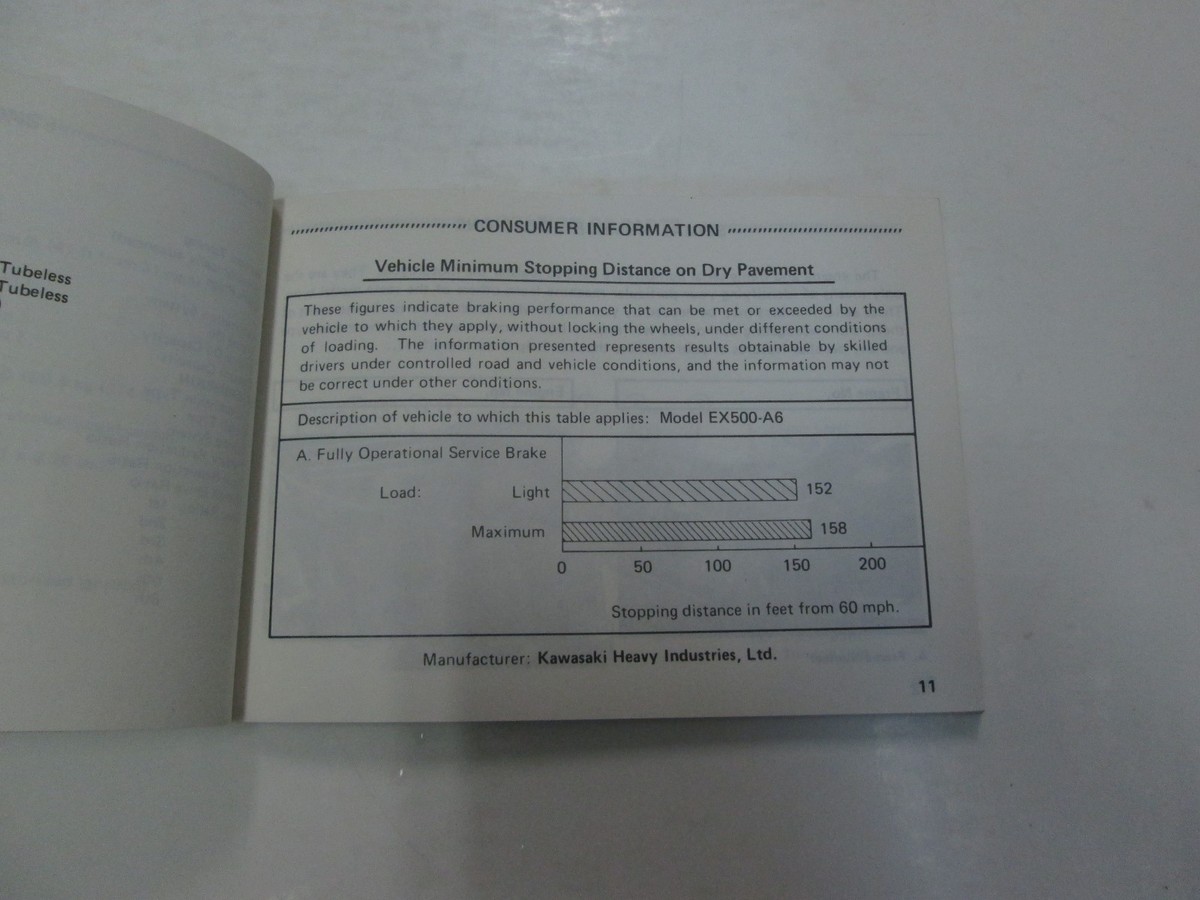 Tubeless
Tubeless
)
CONSUMER INFORMATION
Vehicle Minimum Stopping Distance on Dry Pavement
These figures indicate braking performance that can be met or exceeded by the
vehicle to which they apply, without locking the wheels, under different conditions
of loading. The information presented represents results obtainable by skilled
drivers under controlled road and vehicle conditions, and the information may not
be correct under other conditions.
Description of vehicle to which this table applies: Model EX500-A6
A. Fully Operational Service Brake
Load: Light 152
Maximum 158
0 50 100 150 200
Stopping distance in feet from 60 mph.
Manufacturer: Kawasaki Heavy Industries, Ltd.
11